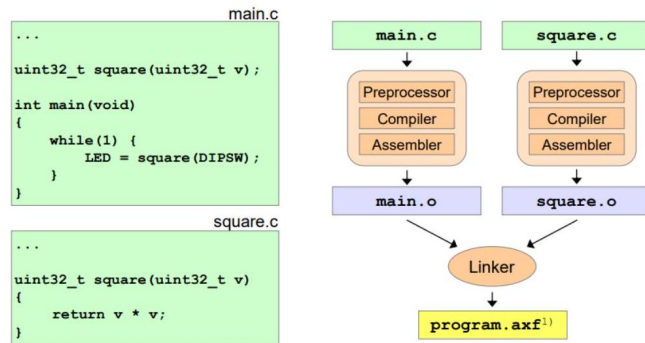 main.c
...
uint32_t square(uint32_t v);
int main(void)
{
    while(1) {
        LED = square(DIPSW);
    }
}
square.c
...
uint32_t square(uint32_t v)
{
    return v * v;
}
main.c square.c
Preprocessor Preprocessor
Compiler Compiler
Assembler Assembler
main.o square.o
Linker
program.axf1)